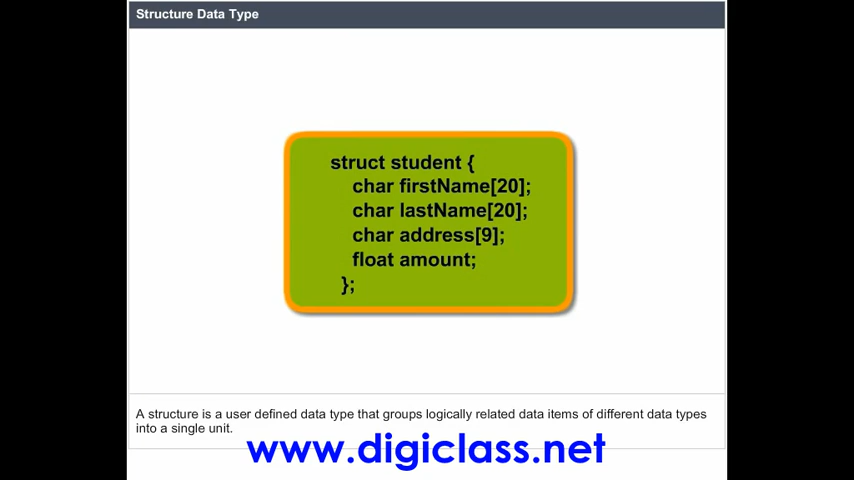 Structure Data Type
struct student {
char firstName[20];
char lastName[20];
char address[9];
float amount;
};
A structure is a user defined data type that groups logically related data items of different data types
into a single unit.
www.digiclass.net